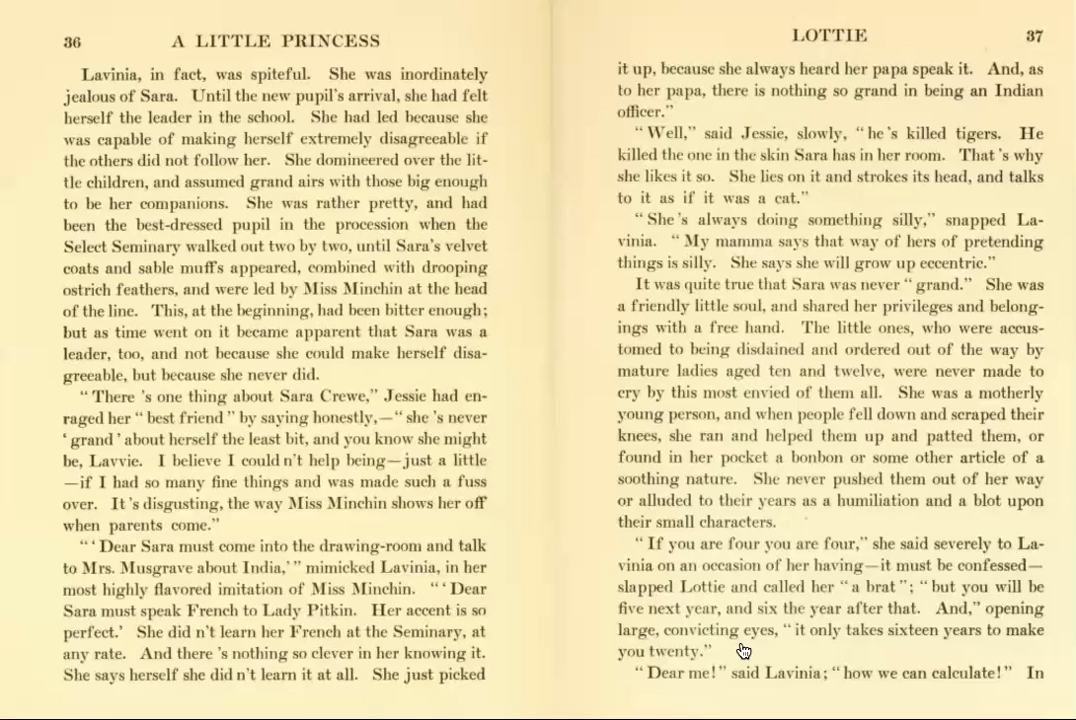 36 A LITTLE PRINCESS
Lavinia, in fact, was spiteful. She was inordinately
jealous of Sara. Until the new pupil's arrival, she had felt
herself the leader in the school. She had led because she
was capable of making herself extremely disagreeable if
the others did not follow her. She domineered over the lit-
tle children, and assumed grand airs with those big enough
to be her companions. She was rather pretty, and had
been the best-dressed pupil in the procession when the
Select Seminary walked out two by two, until Sara's velvet
coats and sable muffs appeared, combined with drooping
ostrich feathers, and were led by Miss Minchin at the head
of the line. This, at the beginning, had been bitter enough;
but as time went on it became apparent that Sara was a
leader, too, and not because she could make herself disa-
greeable, but because she never did.
"There 's one thing about Sara Crewe," Jessie had en-
raged her "best friend" by saying honestly,—"she 's never
'grand' about herself the least bit, and you know she might
be, Lavvie. I believe I could n't help being—just a little
—if I had so many fine things and was made such a fuss
over. It 's disgusting, the way Miss Minchin shows her off
when parents come."
"'Dear Sara must come into the drawing-room and talk
to Mrs. Musgrave about India,'" mimicked Lavinia, in her
most highly flavored imitation of Miss Minchin. "'Dear
Sara must speak French to Lady Pitkin. Her accent is so
perfect.' She did n't learn her French at the Seminary, at
any rate. And there 's nothing so clever in her knowing it.
She says herself she did n't learn it at all. She just picked
LOTTIE 37
it up, because she always heard her papa speak it. And, as
to her papa, there is nothing so grand in being an Indian
officer."
"Well," said Jessie, slowly, "he 's killed tigers. He
killed the one in the skin Sara has in her room. That 's why
she likes it so. She lies on it and strokes its head, and talks
to it as if it was a cat."
"She 's always doing something silly," snapped La-
vinia. "My mamma says that way of hers of pretending
things is silly. She says she will grow up eccentric."
It was quite true that Sara was never "grand." She was
a friendly little soul, and shared her privileges and belong-
ings with a free hand. The little ones, who were accus-
tomed to being disdained and ordered out of the way by
mature ladies aged ten and twelve, were never made to
cry by this most envied of them all. She was a motherly
young person, and when people fell down and scraped their
knees, she ran and helped them up and patted them, or
found in her pocket a bonbon or some other article of a
soothing nature. She never pushed them out of her way
or alluded to their years as a humiliation and a blot upon
their small characters.
"If you are four you are four," she said severely to La-
vinia on an occasion of her having—it must be confessed—
slapped Lottie and called her "a brat"; "but you will be
five next year, and six the year after that. And," opening
large, convicting eyes, "it only takes sixteen years to make
you twenty."
"Dear me!" said Lavinia; "how we can calculate!" In